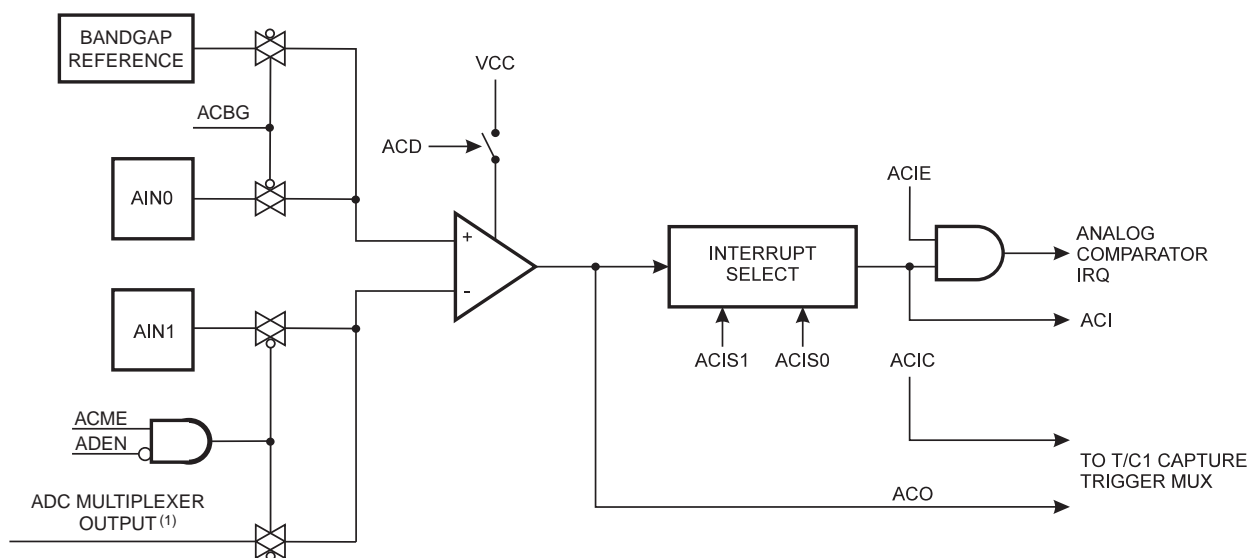 BANDGAP
REFERENCE
VCC
ACBG
ACD
AIN0
ACIE
+
INTERRUPT
SELECT
ANALOG
COMPARATOR
IRQ
-
AIN1
ACI
ACIS1
ACIS0
ACIC
ACME
ADEN
TO T/C1 CAPTURE
TRIGGER MUX
ACO
ADC MULTIPLEXER
OUTPUT (1)